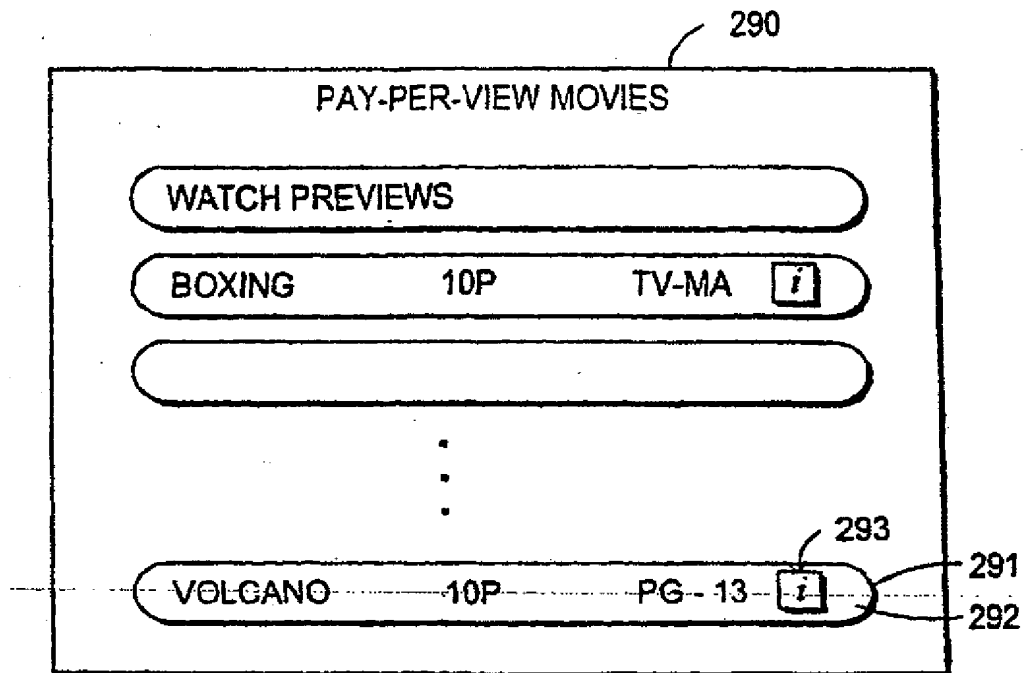 290
PAY-PER-VIEW MOVIES
WATCH PREVIEWS
BOXING 10P TV-MA i
293
291
VOLCANO 10P PG - 13 i
292